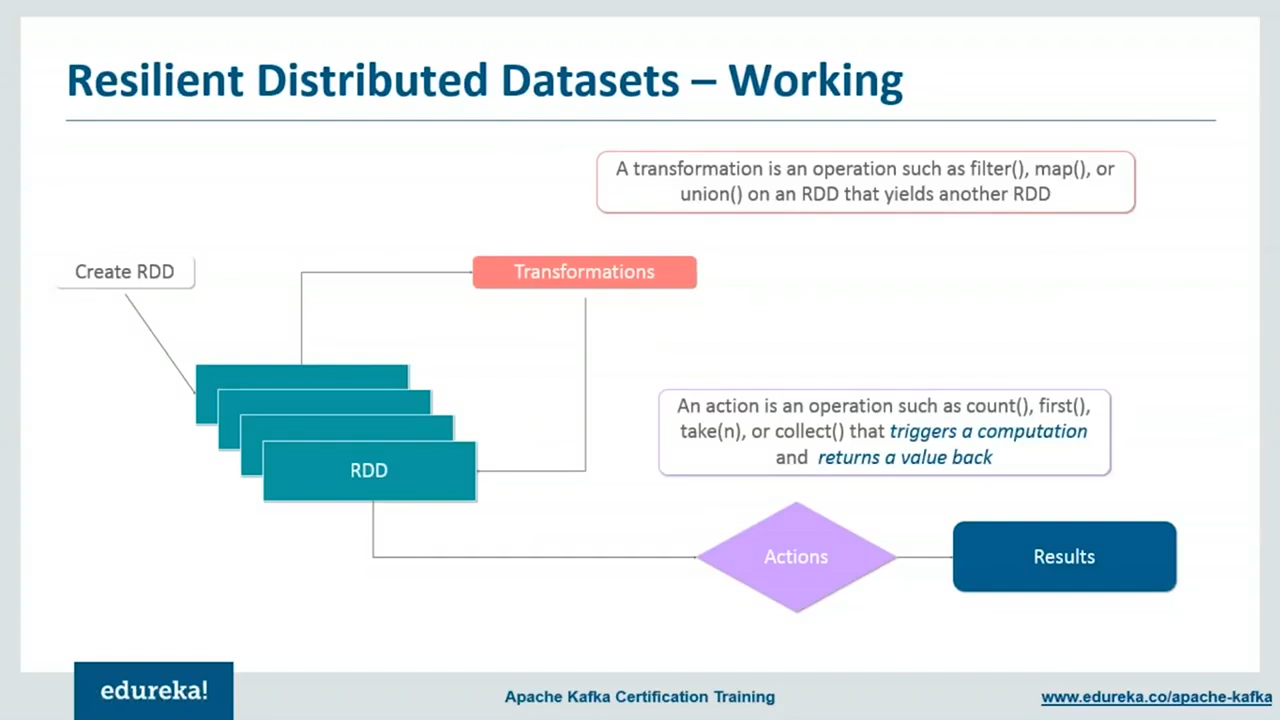 Resilient Distributed Datasets – Working
A transformation is an operation such as filter(), map(), or
union() on an RDD that yields another RDD
Create RDD
Transformations
An action is an operation such as count(), first(),
take(n), or collect() that triggers a computation
and returns a value back
RDD
Actions
Results
edureka!
Apache Kafka Certification Training
www.edureka.co/apache-kafka